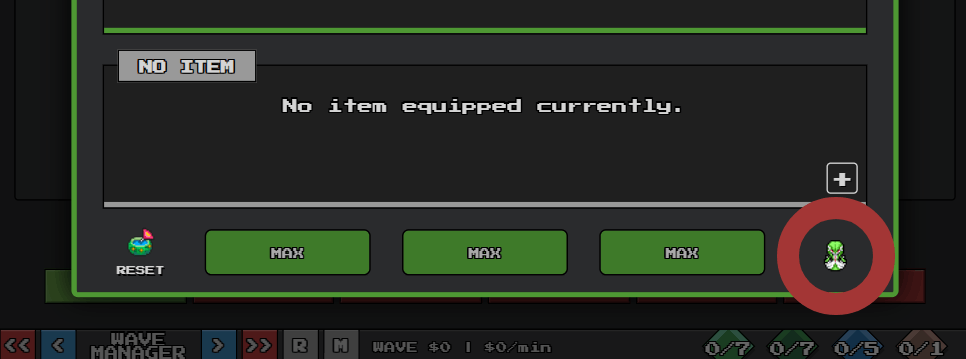 NO ITEM
No item equipped currently.
+
RESET
MAX
MAX
MAX
<< < WAVE MANAGER > >> R M WAVE $0 | $0/min 0/7 0/7 0/5 0/1